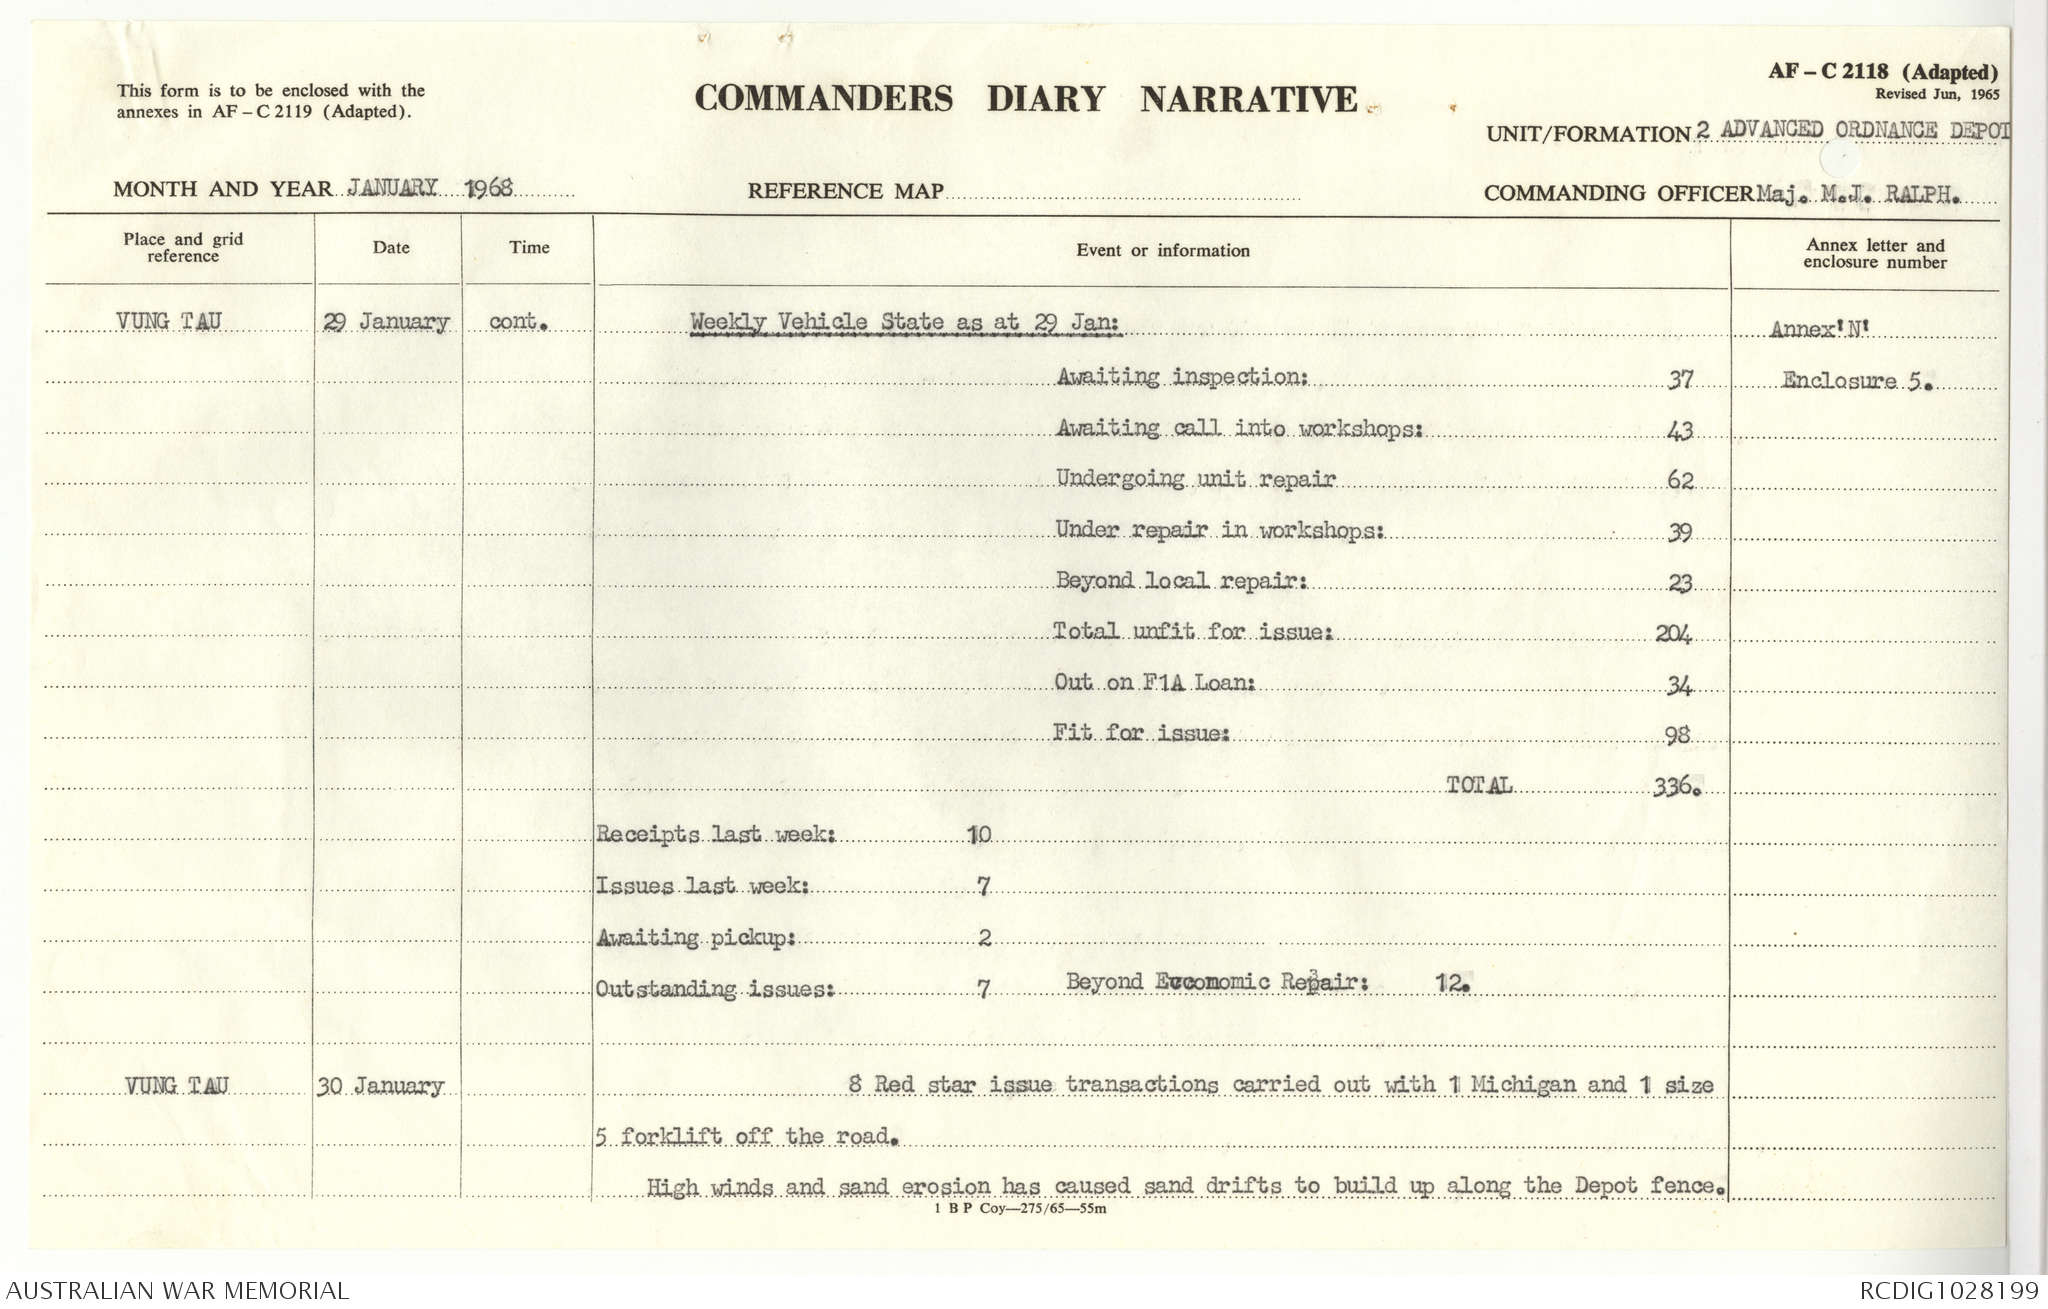 This form is to be enclosed with the
annexes in AF – C 2119 (Adapted).
COMMANDERS DIARY NARRATIVE
AF – C 2118 (Adapted)
Revised Jun, 1965
UNIT/FORMATION 2 ADVANCED ORDNANCE DEPOT
MONTH AND YEAR JANUARY 1968
REFERENCE MAP
COMMANDING OFFICER Maj. M.J. RALPH.
Place and grid reference
Date
Time
Event or information
Annex letter and enclosure number
VUNG TAU 29 January cont. Weekly Vehicle State as at 29 Jan: Annex'N'
Awaiting inspection: 37 Enclosure 5.
Awaiting call into workshops: 43
Undergoing unit repair 62
Under repair in workshops: 39
Beyond local repair: 23
Total unfit for issue: 204
Out on F1A Loan: 34
Fit for issue: 98
TOTAL 336.
Receipts last week: 10
Issues last week: 7
Awaiting pickup: 2
Outstanding issues: 7 Beyond Economic Repair: 12.
VUNG TAU 30 January 8 Red star issue transactions carried out with 1 Michigan and 1 size
5 forklift off the road.
High winds and sand erosion has caused sand drifts to build up along the Depot fence.
1 B P Coy—275/65—55m
AUSTRALIAN WAR MEMORIAL
RCDIG1028199